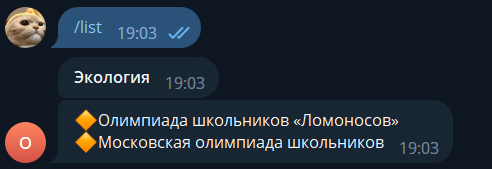 /list 19:03
Экология 19:03
🔶Олимпиада школьников «Ломоносов»
🔶Московская олимпиада школьников 19:03
О